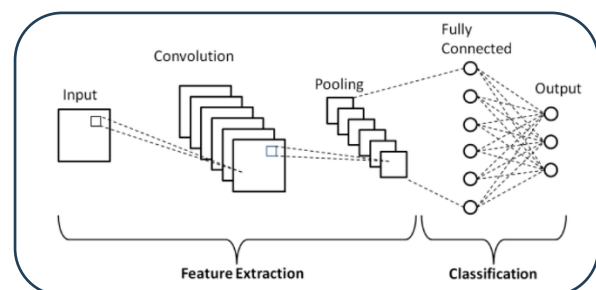 Input
Convolution
Pooling
Fully
Connected
Output
Feature Extraction
Classification